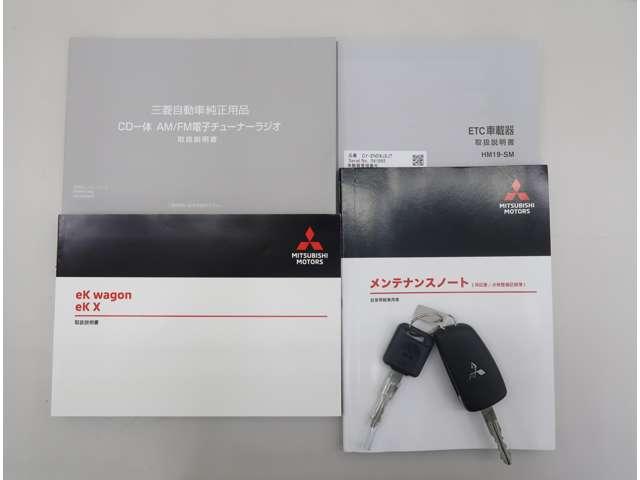 三菱自動車純正用品
CD一体 AM/FM電子チューナーラジオ
取扱説明書
ETC車載器
取扱説明書
HM19-SM
MITSUBISHI
MOTORS
eK wagon
eK X
取扱説明書
MITSUBISHI
MOTORS
メンテナンスノート